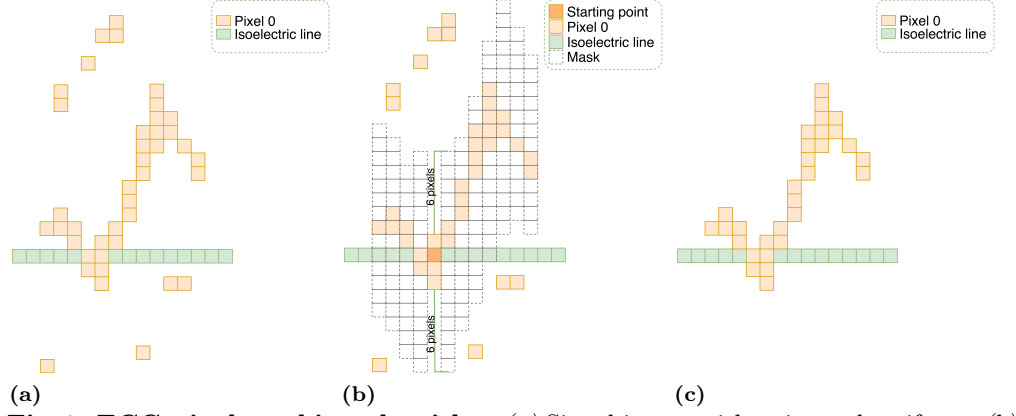 Pixel 0
Isoelectric line
Starting point
Pixel 0
Isoelectric line
Mask
Pixel 0
Isoelectric line
6 pixels
6 pixels
(a)
(b)
(c)